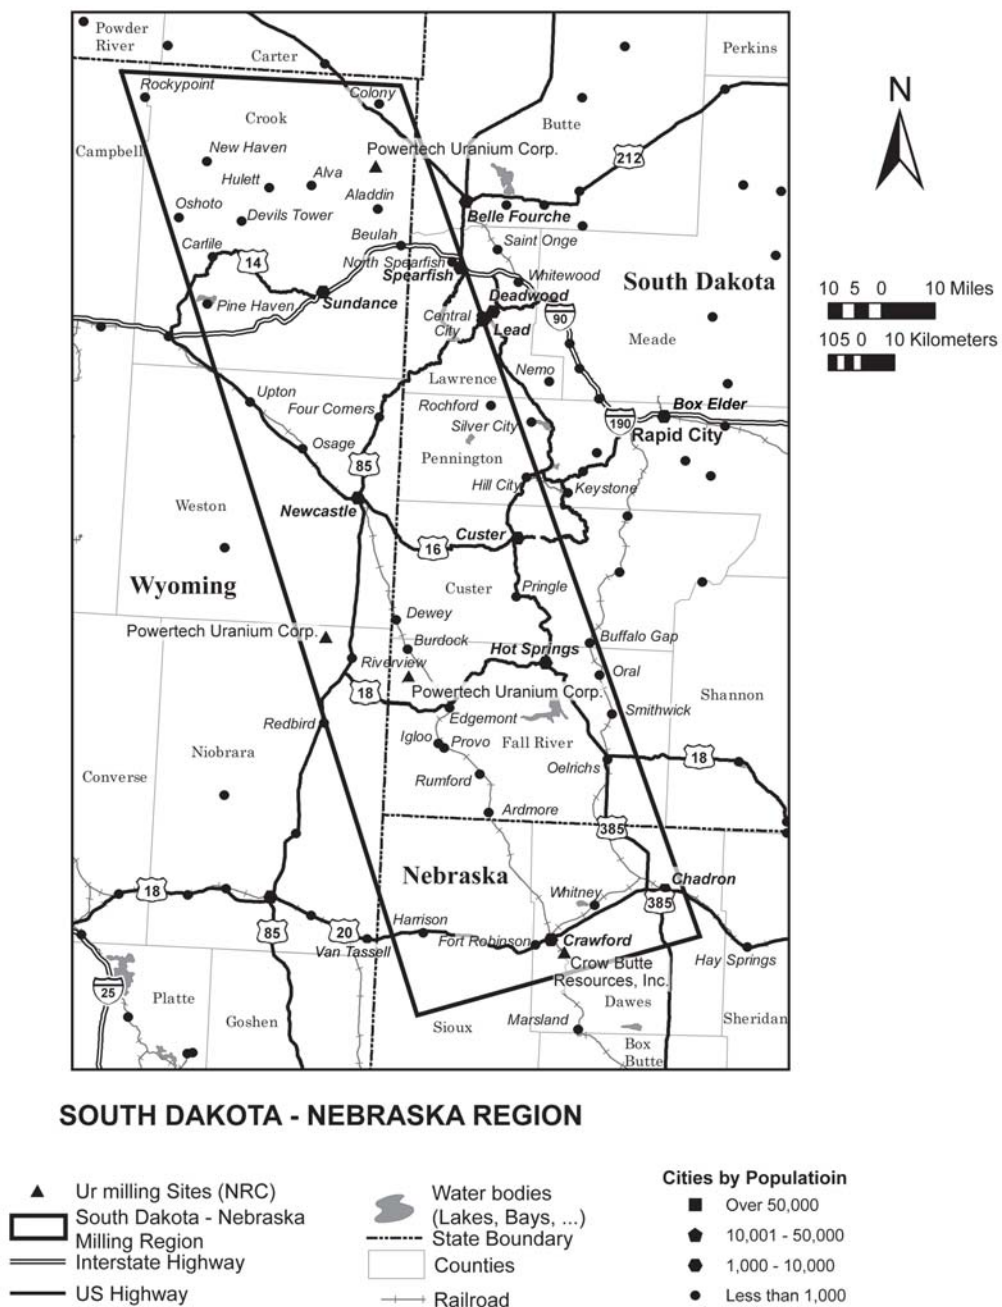 Powder
River
Carter
Perkins
N
Rockypoint
Colony
Crook
Butte
Campbell
New Haven
Powertech Uranium Corp.
212
Hulett
Alva
Aladdin
Oshoto
Devils Tower
Belle Fourche
Beulah
Saint Onge
Carlile
14
North Spearfish
Spearfish
Whitewood
South Dakota
Pine Haven
Sundance
Deadwood
10 5 0 10 Miles
Central
City
Lead
90
105 0 10 Kilometers
Meade
Lawrence
Nemo
Upton
Four Corners
Rochford
Box Elder
Silver City
190
Rapid City
Osage
85
Pennington
Hill City
Keystone
Weston
Newcastle
Custer
16
Wyoming
Custer
Pringle
Dewey
Powertech Uranium Corp.
Burdock
Buffalo Gap
Riverview
Hot Springs
Oral
18
Powertech Uranium Corp.
Shannon
Redbird
Edgemont
Smithwick
Niobrara
Igloo
Provo
Fall River
Oelrichs
18
Converse
Rumford
Ardmore
385
Nebraska
Whitney
Chadron
18
385
Harrison
85
20
Van Tassell
Fort Robinson
Crawford
Hay Springs
Crow Butte
Resources, Inc.
25
Platte
Goshen
Sioux
Marsland
Dawes
Sheridan
Box
Butte
SOUTH DAKOTA - NEBRASKA REGION
Ur milling Sites (NRC)
South Dakota - Nebraska
Milling Region
Interstate Highway
US Highway
Water bodies
(Lakes, Bays, ...)
State Boundary
Counties
Railroad
Cities by Populatioin
Over 50,000
10,001 - 50,000
1,000 - 10,000
Less than 1,000